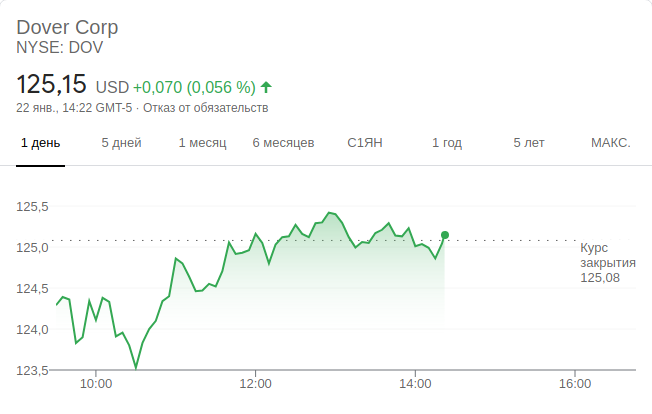 Dover Corp
NYSE: DOV
125,15 USD +0,070 (0,056 %)
22 янв., 14:22 GMT-5 · Отказ от обязательств
1 день 5 дней 1 месяц 6 месяцев С1ЯН 1 год 5 лет МАКС.
125,5
125,0
Курс
закрытия
125,08
124,5
124,0
123,5
10:00 12:00 14:00 16:00